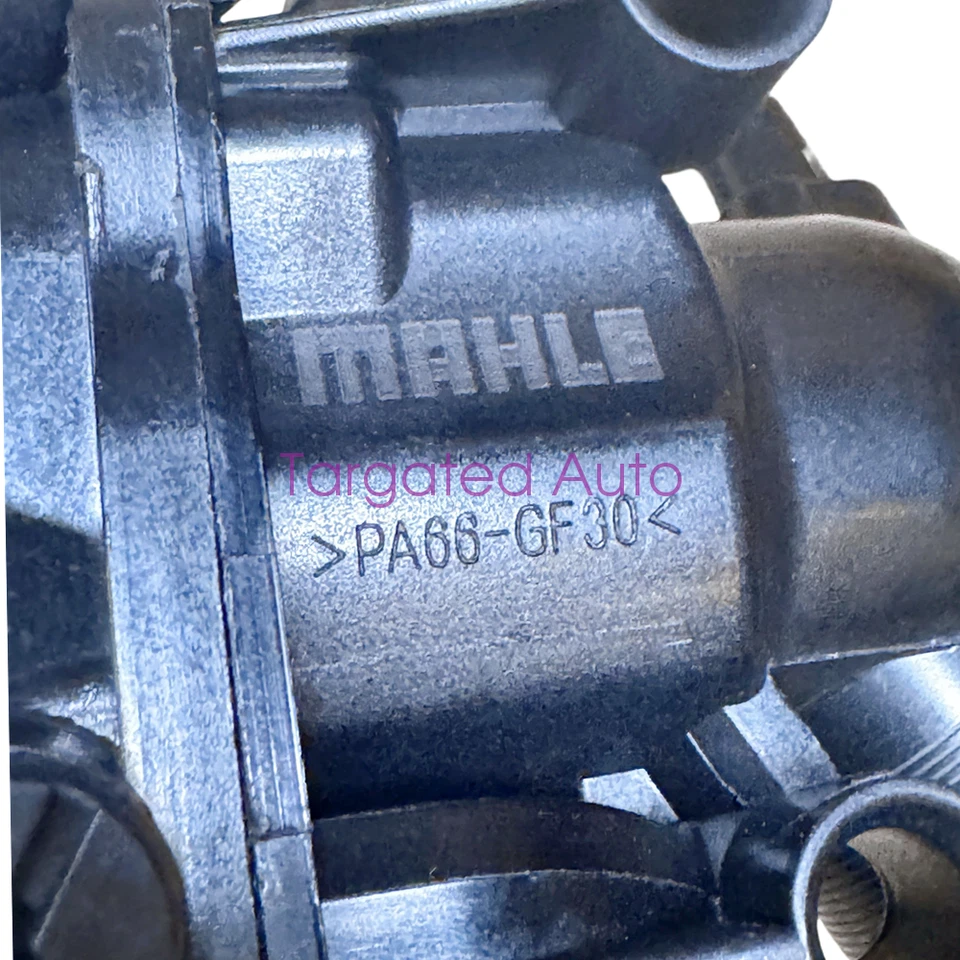 MAHLE
Targated Auto
>PA66-GF30<